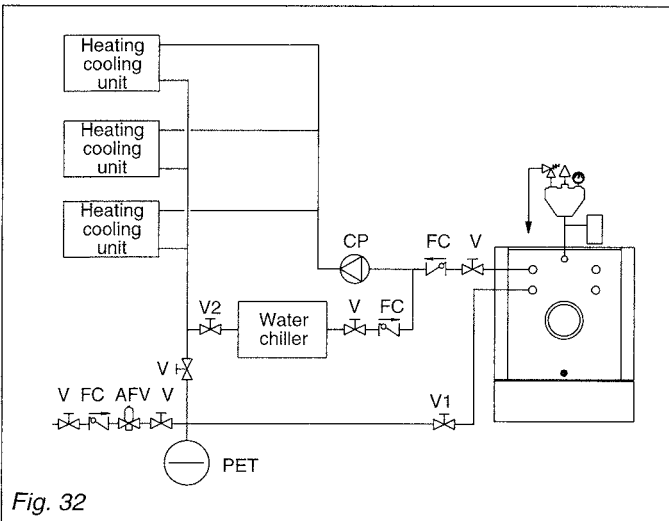 Heating
cooling
unit
Heating
cooling
unit
Heating
cooling
unit
CP
FC
V
V2
Water
chiller
V
FC
V
V FC AFV V
V1
PET
Fig. 32